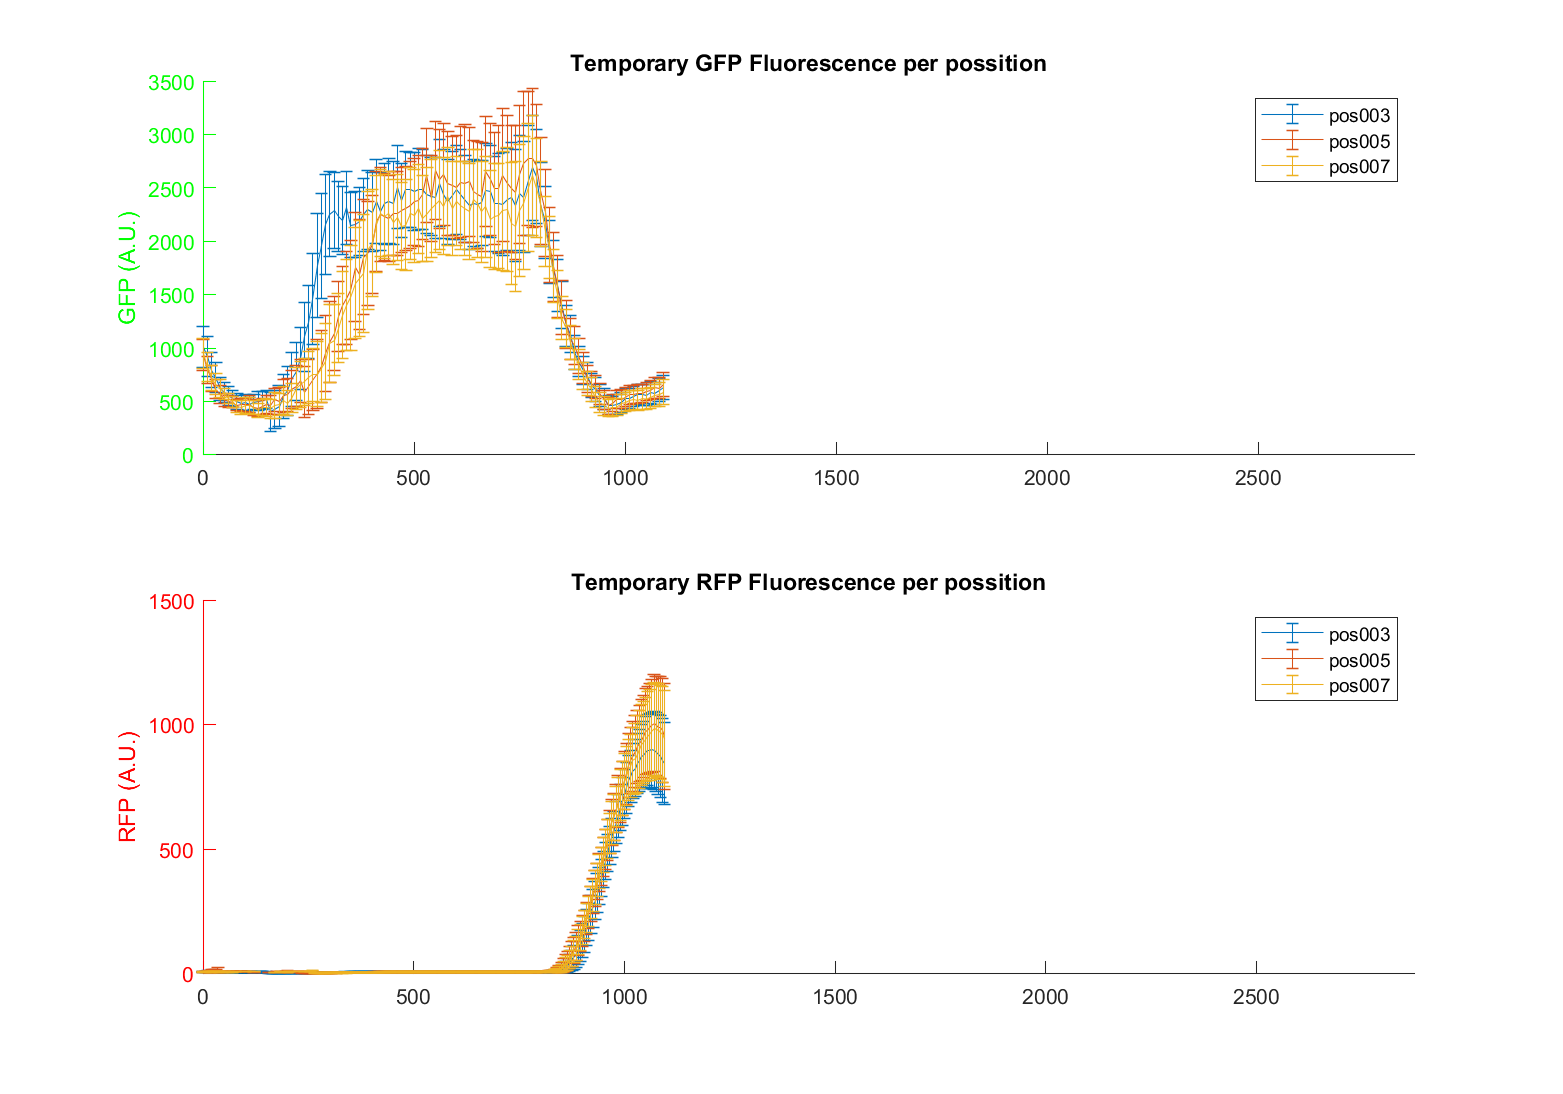 Temporary GFP Fluorescence per possition
3500
3000
2500
2000
1500
1000
500
0
GFP (A.U.)
0 500 1000 1500 2000 2500
pos003
pos005
pos007
Temporary RFP Fluorescence per possition
1500
1000
500
0
RFP (A.U.)
0 500 1000 1500 2000 2500
pos003
pos005
pos007